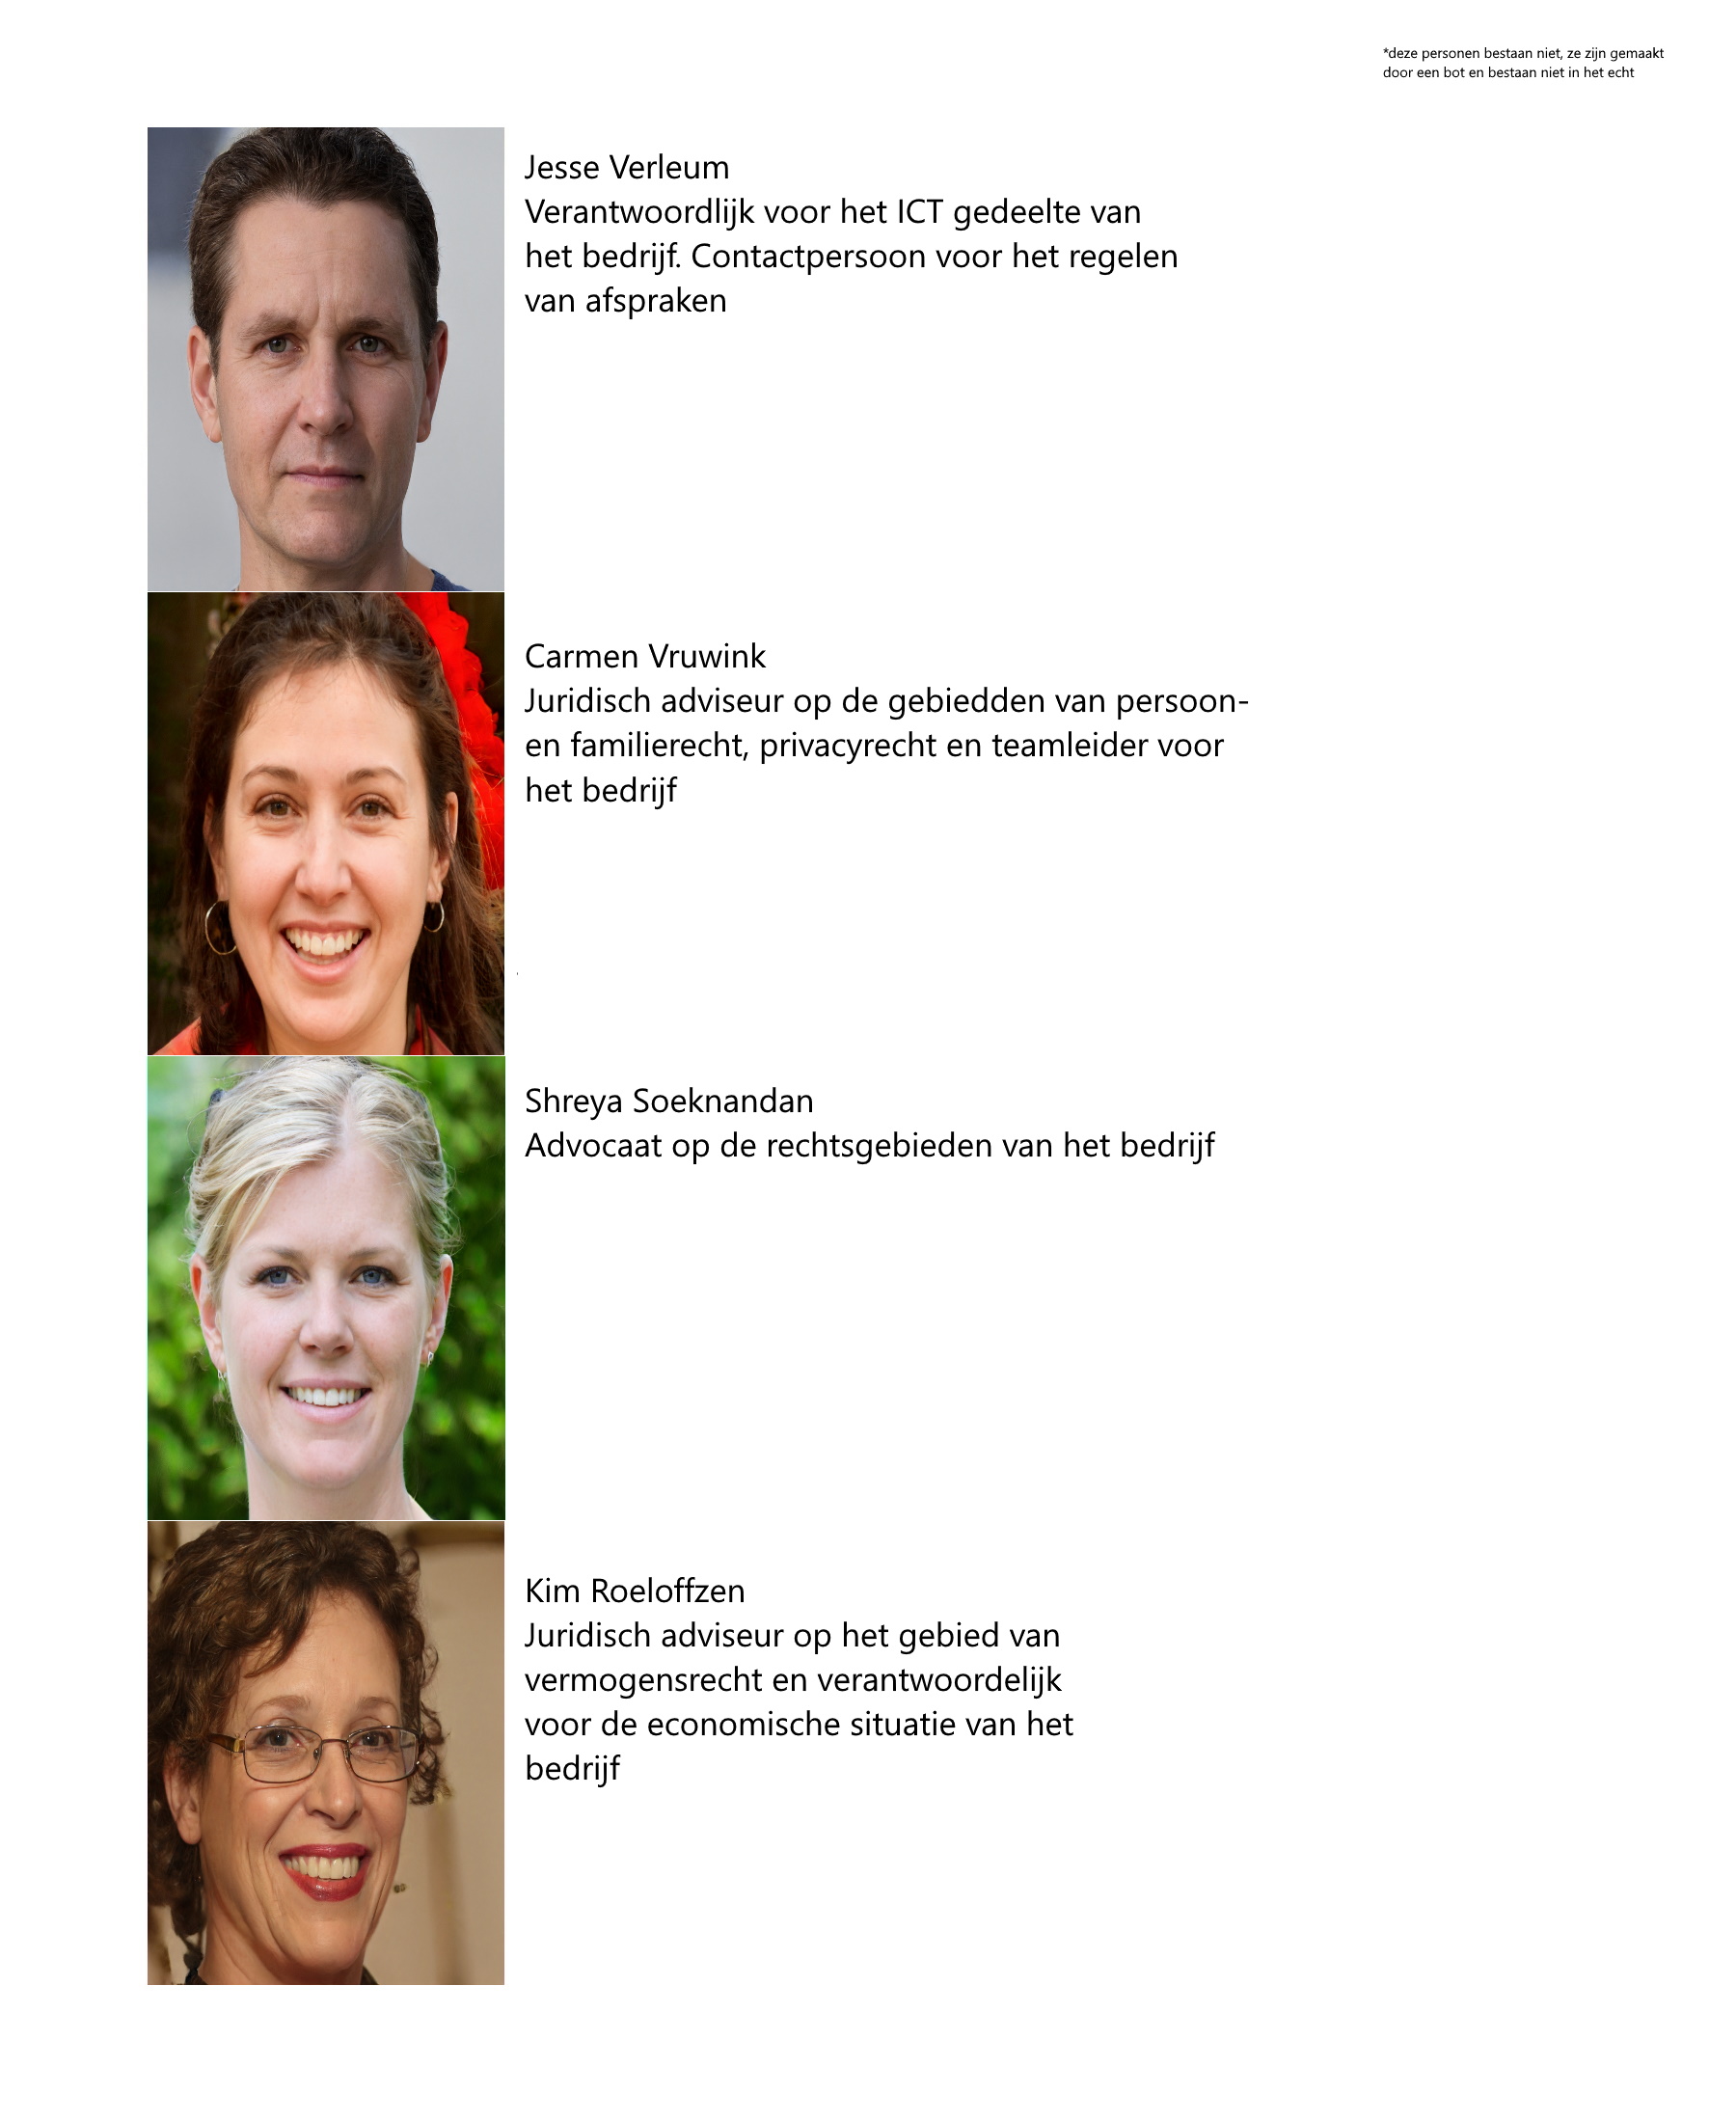 *deze personen bestaan niet, ze zijn gemaakt
door een bot en bestaan niet in het echt
Jesse Verleum
Verantwoordlijk voor het ICT gedeelte van
het bedrijf. Contactpersoon voor het regelen
van afspraken
Carmen Vruwink
Juridisch adviseur op de gebiedden van persoon-
en familierecht, privacyrecht en teamleider voor
het bedrijf
Shreya Soeknandan
Advocaat op de rechtsgebieden van het bedrijf
Kim Roeloffzen
Juridisch adviseur op het gebied van
vermogensrecht en verantwoordelijk
voor de economische situatie van het
bedrijf